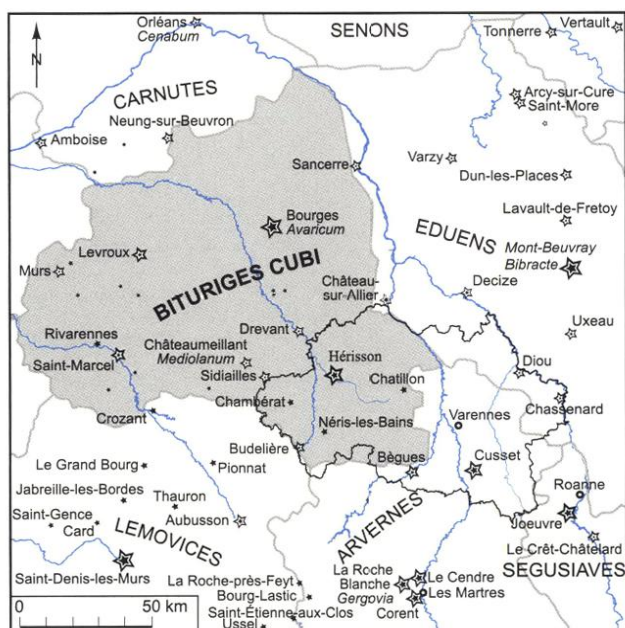 Orléans
Cenabum
SENONS
Tonnerre
Vertault
N
CARNUTES
Arcy-sur-Cure
Saint-More
Neung-sur-Beuvron
Amboise
Sancerre
Varzy
Dun-les-Places
Bourges
Avaricum
Lavault-de-Fretoy
EDUENS
Levroux
Murs
Mont-Beuvray
Bibracte
BITURIGES CUBI
Château-
sur-Allier
Decize
Rivarennes
Drevant
Uxeau
Châteaumeillant
Mediolanum
Hérisson
Saint-Marcel
Sidiailles
Diou
Chambérat
Chatillon
Chassenard
Crozant
Néris-les-Bains
Varennes
Budelière
Le Grand Bourg
Pionnat
Bègues
Cusset
Roanne
Jabreille-les-Bordes
Thauron
Saint-Gence
Card
Aubusson
Joeuvre
LEMOVICES
ARVERNES
Le Crêt-Châtelard
Saint-Denis-les-Murs
La Roche-près-Feyt
La Roche
Blanche
Gergovia
Le Cendre
Les Martres
SEGUSIAVES
Bourg-Lastic
Corent
0 50 km
Saint-Étienne-aux-Clos
Ussel